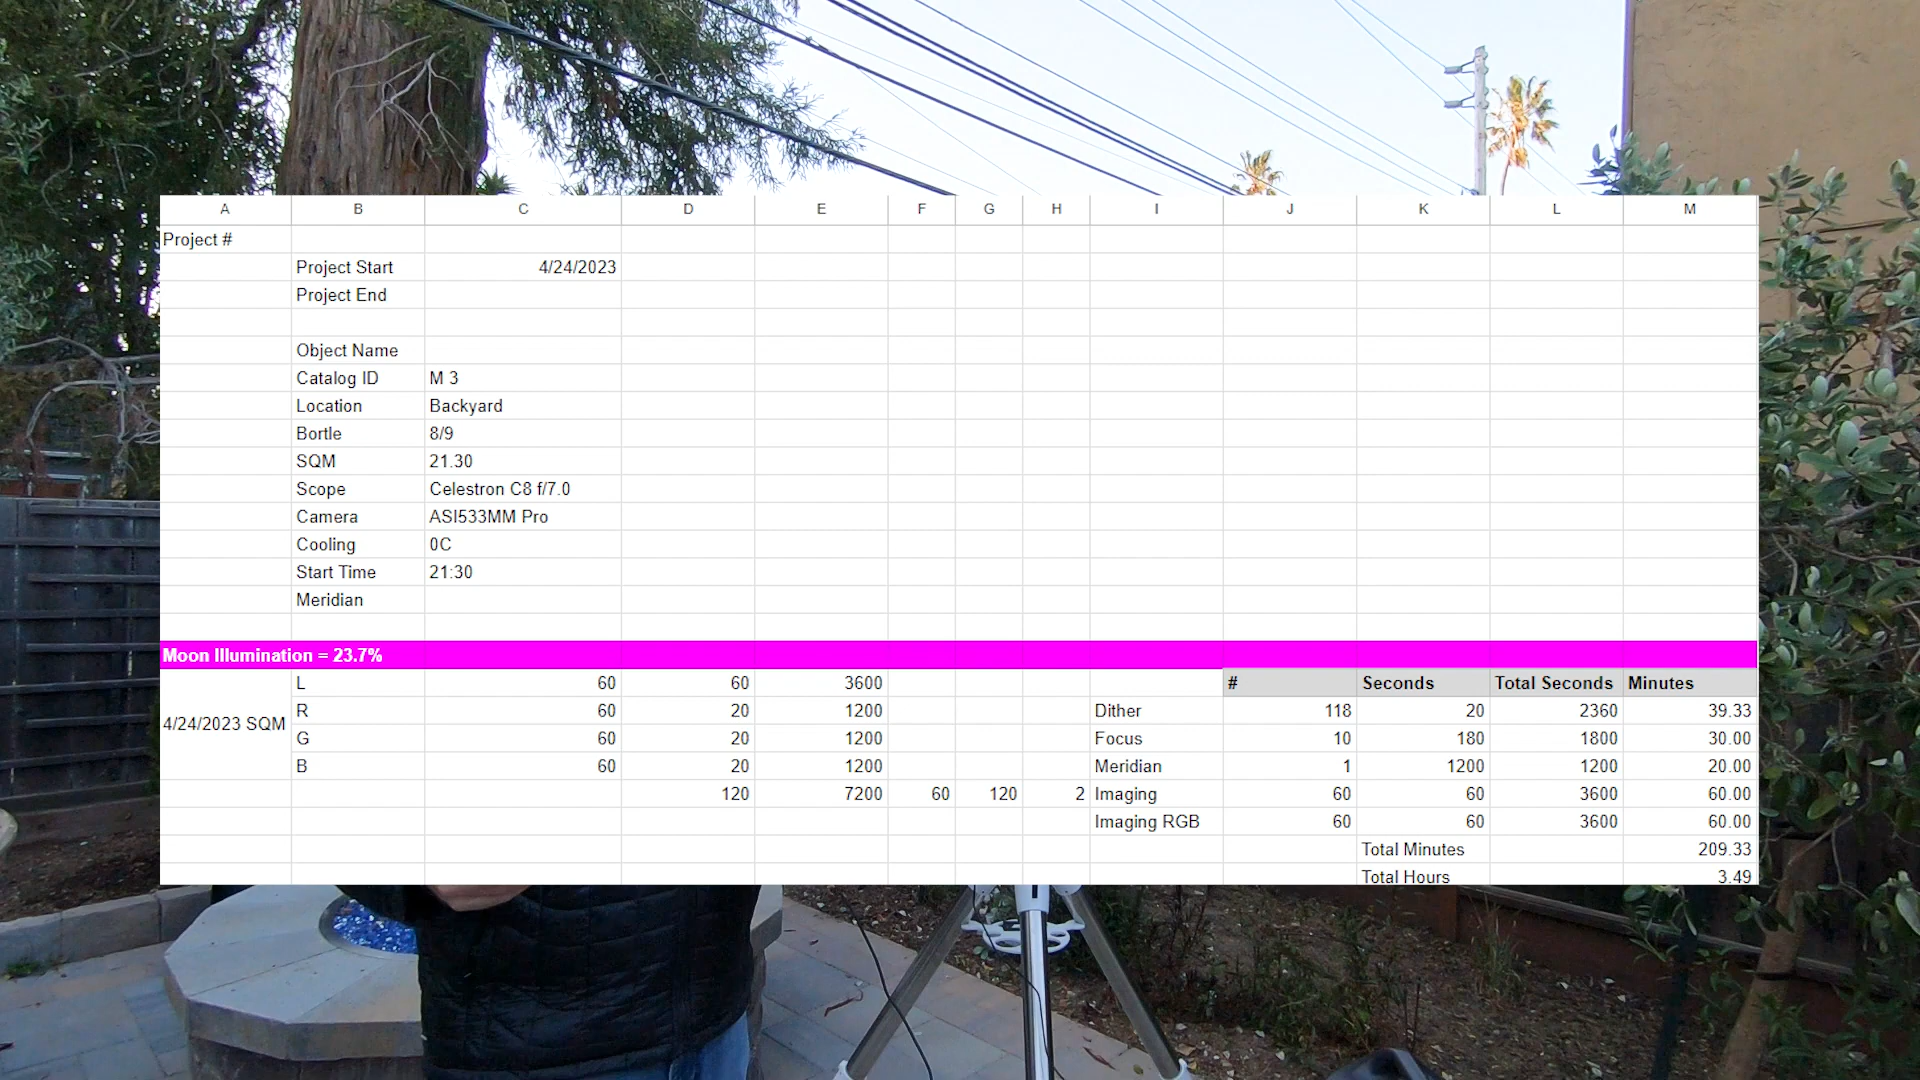 A B C D E F G H I J K L M
Project #
Project Start 4/24/2023
Project End
Object Name
Catalog ID M 3
Location Backyard
Bortle 8/9
SQM 21.30
Scope Celestron C8 f/7.0
Camera ASI533MM Pro
Cooling 0C
Start Time 21:30
Meridian
Moon Illumination = 23.7%
L 60 60 3600 # Seconds Total Seconds Minutes
R 60 20 1200 Dither 118 20 2360 39.33
4/24/2023 SQM
G 60 20 1200 Focus 10 180 1800 30.00
B 60 20 1200 Meridian 1 1200 1200 20.00
120 7200 60 120 2 Imaging 60 60 3600 60.00
Imaging RGB 60 60 3600 60.00
Total Minutes 209.33
Total Hours 3.49